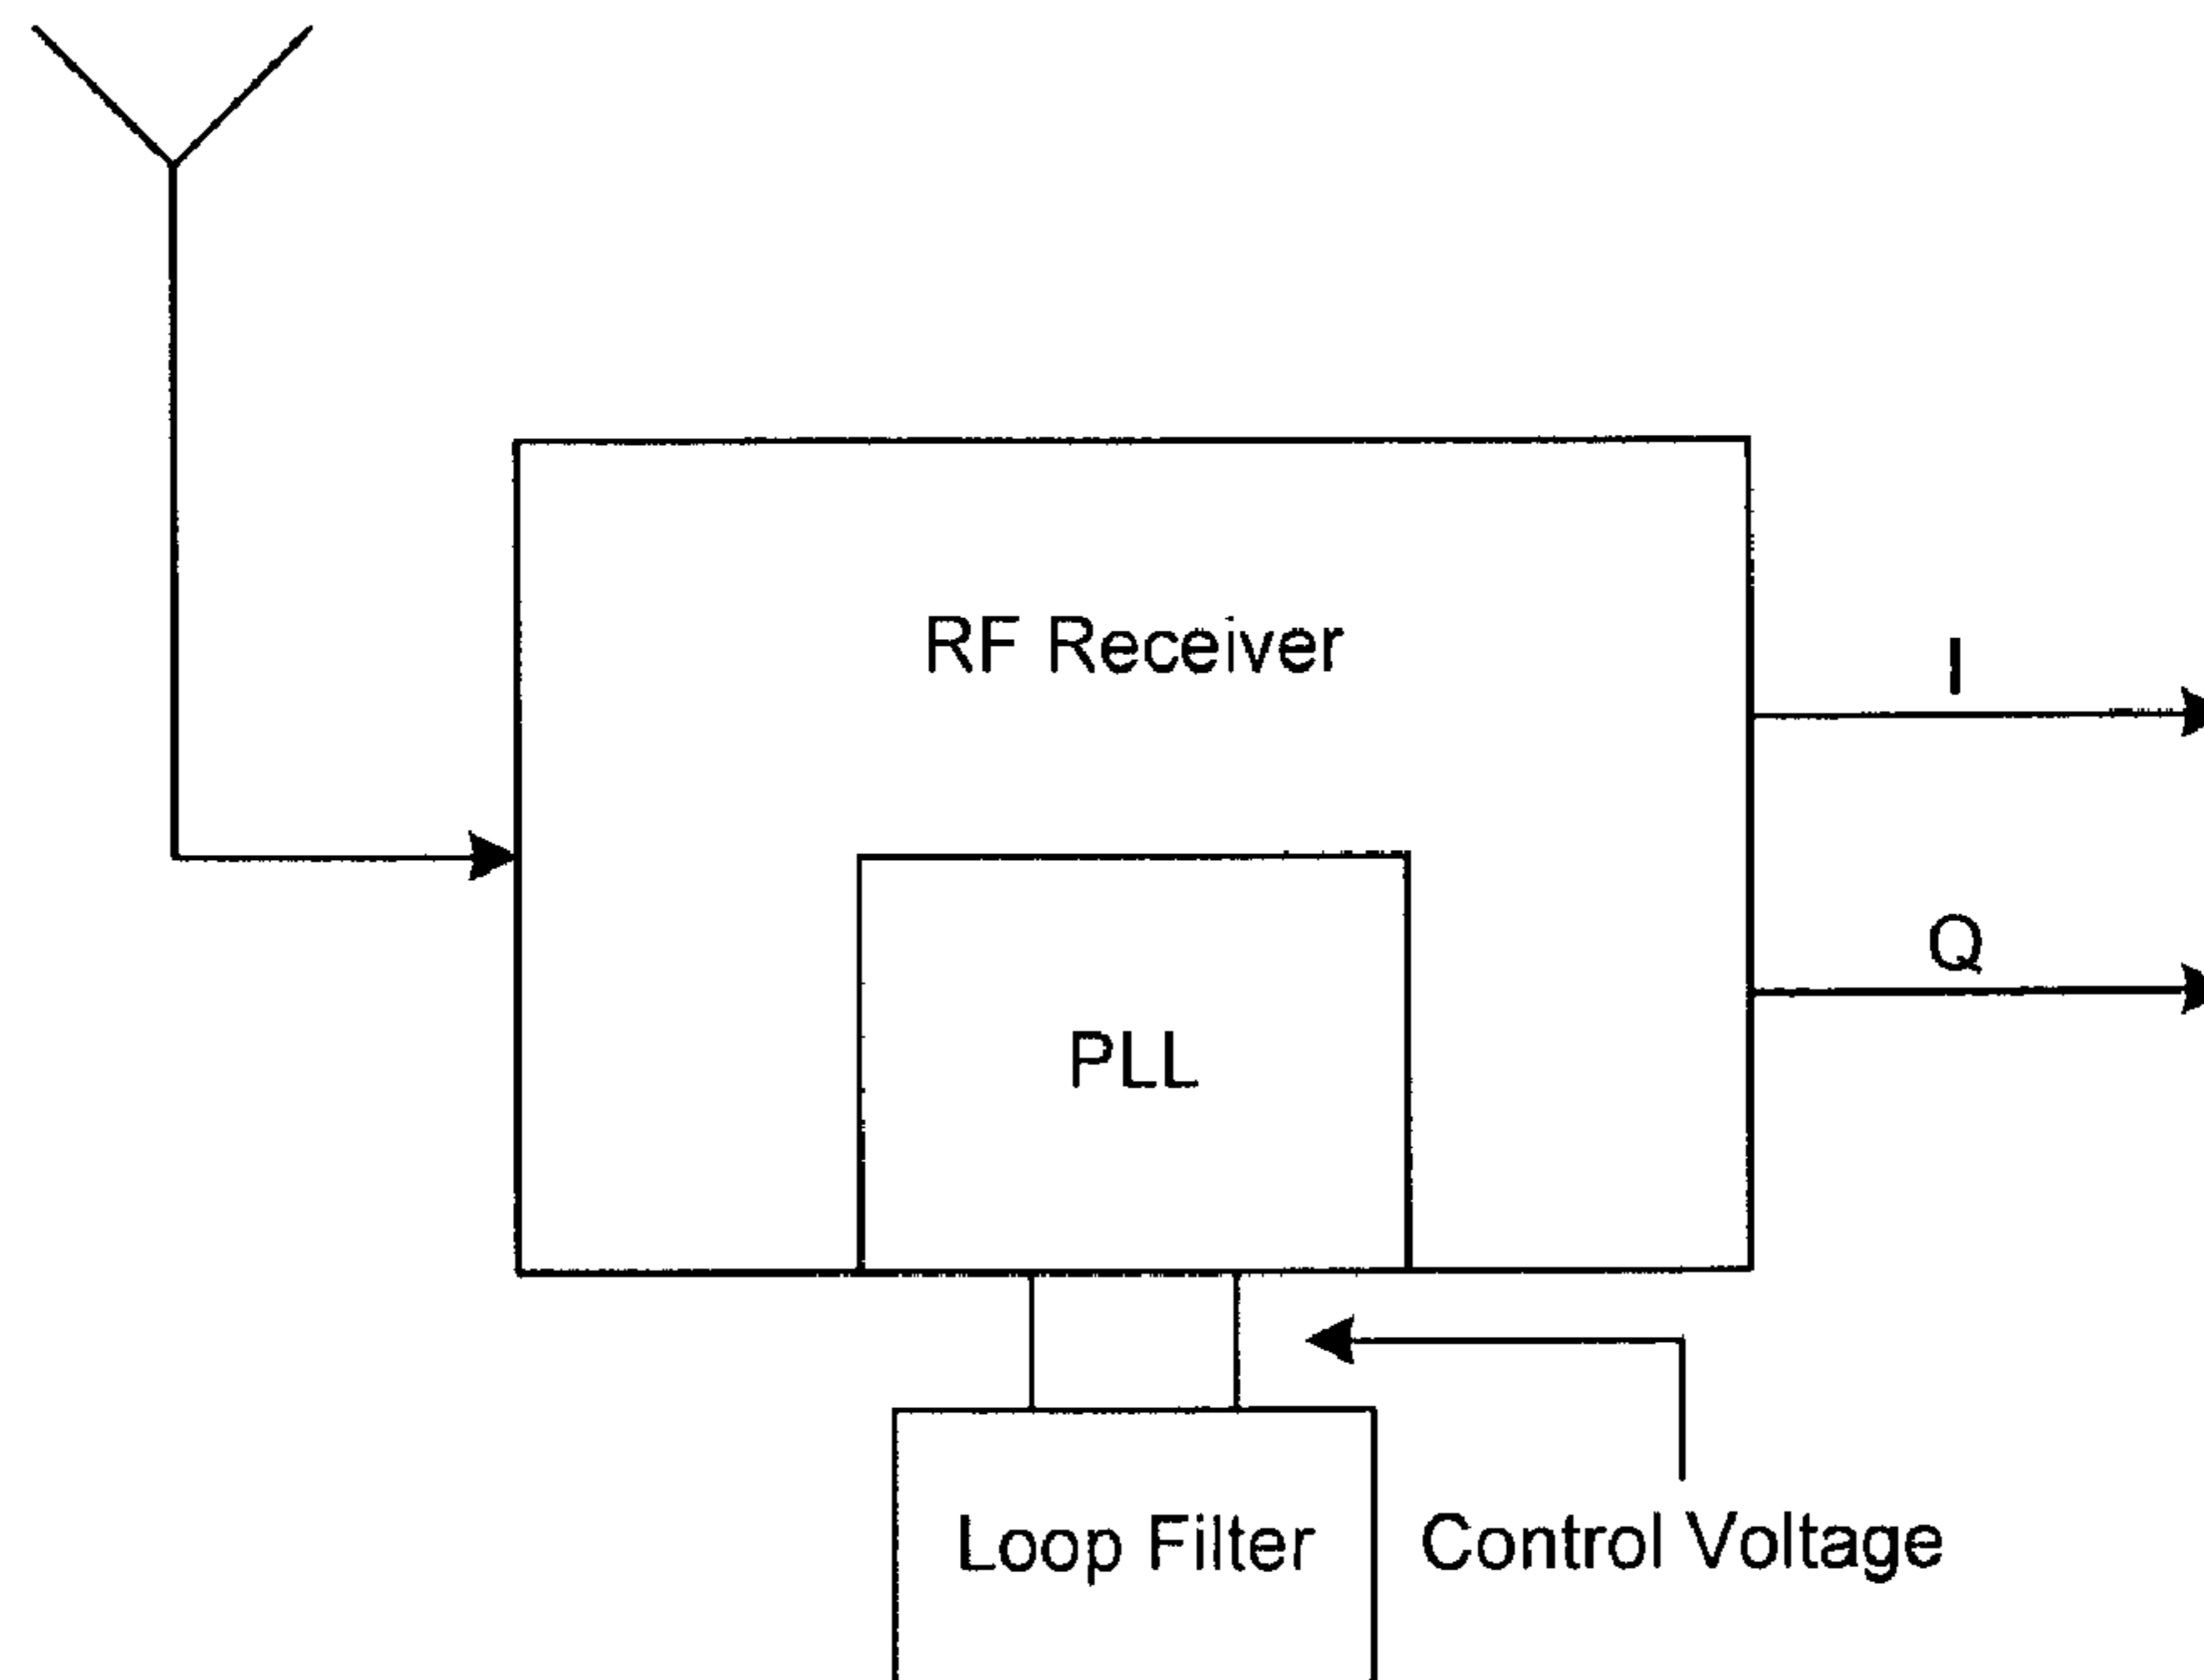 RF Receiver
I
Q
PLL
Loop Filter
Control Voltage